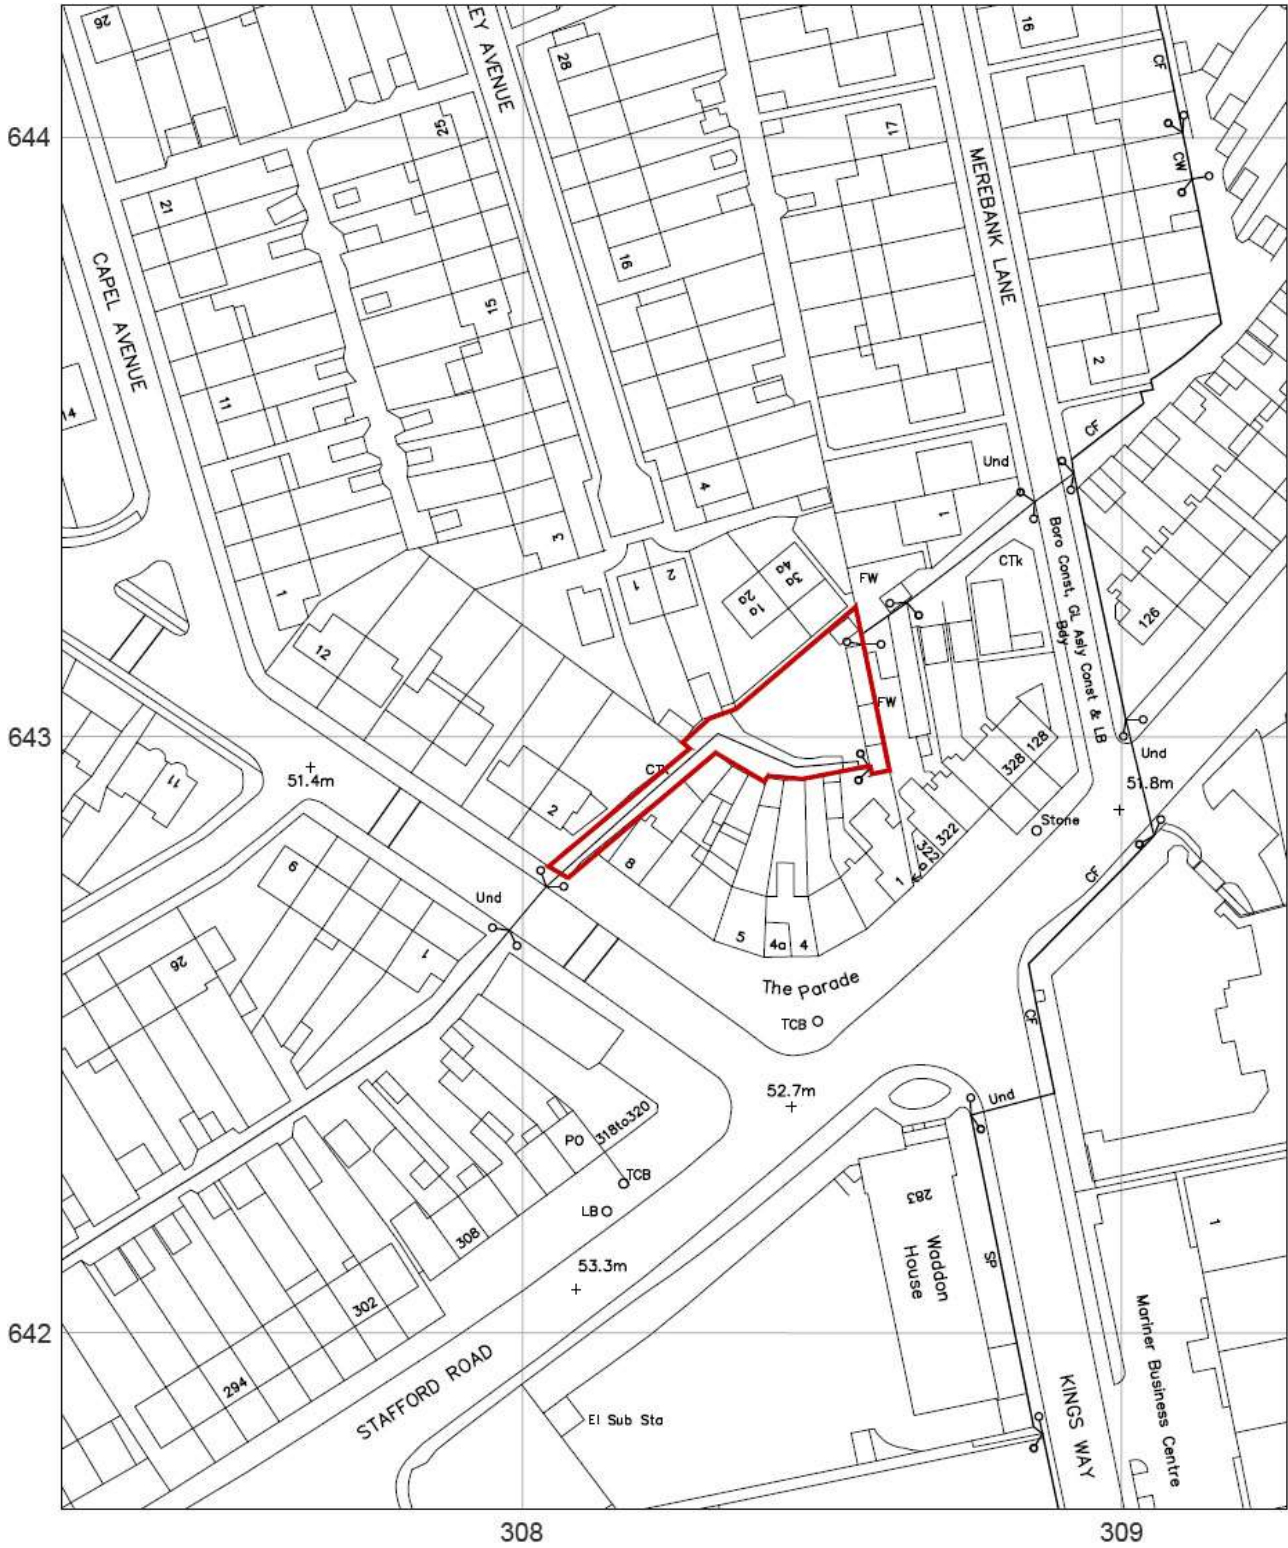 26
EY AVENUE
28
16
CF
644
25
17
CW
21
MEREBANK LANE
CAPEL AVENUE
16
15
2
14
11
CF
4
Und
3
1
CTk
1
2
1a
2a
3a
4a
FW
Boro Const, GL Asly Const & LB
Bdy
126
1
12
FW
643
CTk
328
128
Und
11
51.4m
2
51.8m
Stone
322
322
8
1
CF
9
Und
1
5
4a
4
26
The Parade
TCB
CF
52.7m
Und
PO
318to320
TCB
283
LB
1
308
Waddon
House
SP
53.3m
302
642
Mariner Business Centre
294
STAFFORD ROAD
KINGS WAY
El Sub Sta
308
309